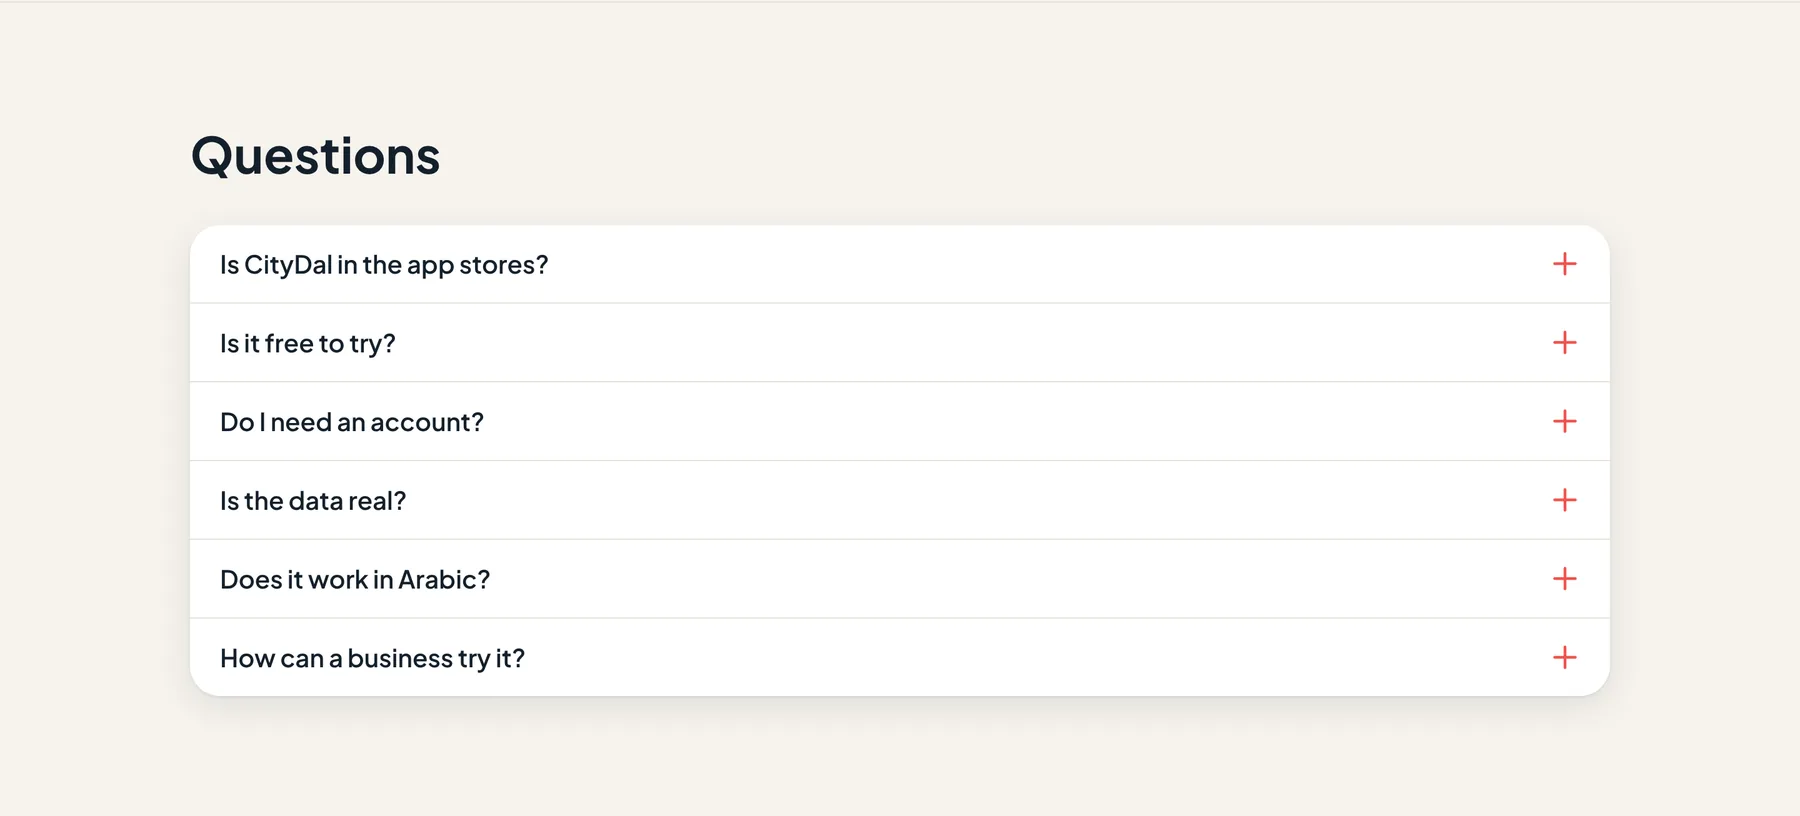 Questions
Is CityDal in the app stores?
Is it free to try?
Do I need an account?
Is the data real?
Does it work in Arabic?
How can a business try it?